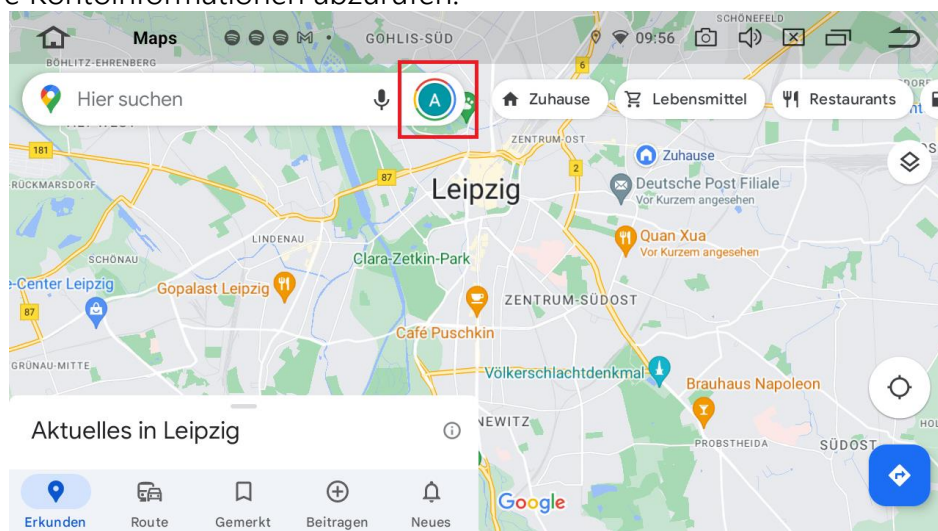 e Kontoinformationen abzurufen.
Maps
GOHLIS-SÜD
SCHÖNEFELD
09:56
BÖHLITZ-EHRENBERG
6
Hier suchen
A
Zuhause
Lebensmittel
Restaurants
181
ZENTRUM-OST
87
2
Zuhause
RÜCKMARSDORF
Leipzig
Deutsche Post Filiale
Vor Kurzem angesehen
LINDENAU
Quan Xua
Vor Kurzem angesehen
SCHÖNAU
Clara-Zetkin-Park
e-Center Leipzig
Gopalast Leipzig
ZENTRUM-SÜDOST
87
Café Puschkin
GRÜNAU-MITTE
Völkerschlachtdenkmal
Brauhaus Napoleon
Aktuelles in Leipzig
NEWITZ
PROBSTHEIDA
SÜDOST
HOL
Google
Erkunden
Route
Gemerkt
Beitragen
Neues